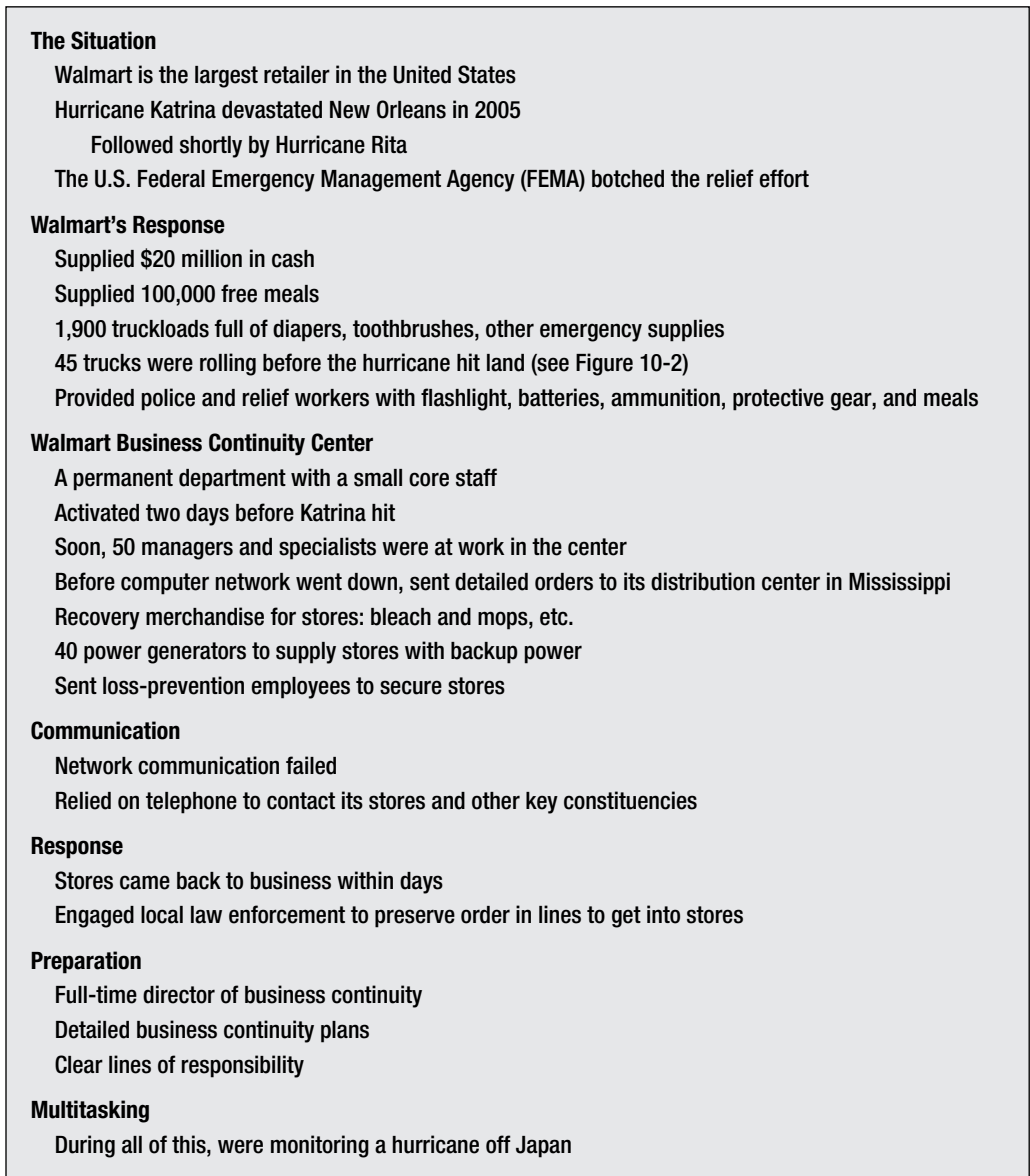 The Situation
Walmart is the largest retailer in the United States
Hurricane Katrina devastated New Orleans in 2005
Followed shortly by Hurricane Rita
The U.S. Federal Emergency Management Agency (FEMA) botched the relief effort
Walmart’s Response
Supplied $20 million in cash
Supplied 100,000 free meals
1,900 truckloads full of diapers, toothbrushes, other emergency supplies
45 trucks were rolling before the hurricane hit land (see Figure 10-2)
Provided police and relief workers with flashlight, batteries, ammunition, protective gear, and meals
Walmart Business Continuity Center
A permanent department with a small core staff
Activated two days before Katrina hit
Soon, 50 managers and specialists were at work in the center
Before computer network went down, sent detailed orders to its distribution center in Mississippi
Recovery merchandise for stores: bleach and mops, etc.
40 power generators to supply stores with backup power
Sent loss-prevention employees to secure stores
Communication
Network communication failed
Relied on telephone to contact its stores and other key constituencies
Response
Stores came back to business within days
Engaged local law enforcement to preserve order in lines to get into stores
Preparation
Full-time director of business continuity
Detailed business continuity plans
Clear lines of responsibility
Multitasking
During all of this, were monitoring a hurricane off Japan